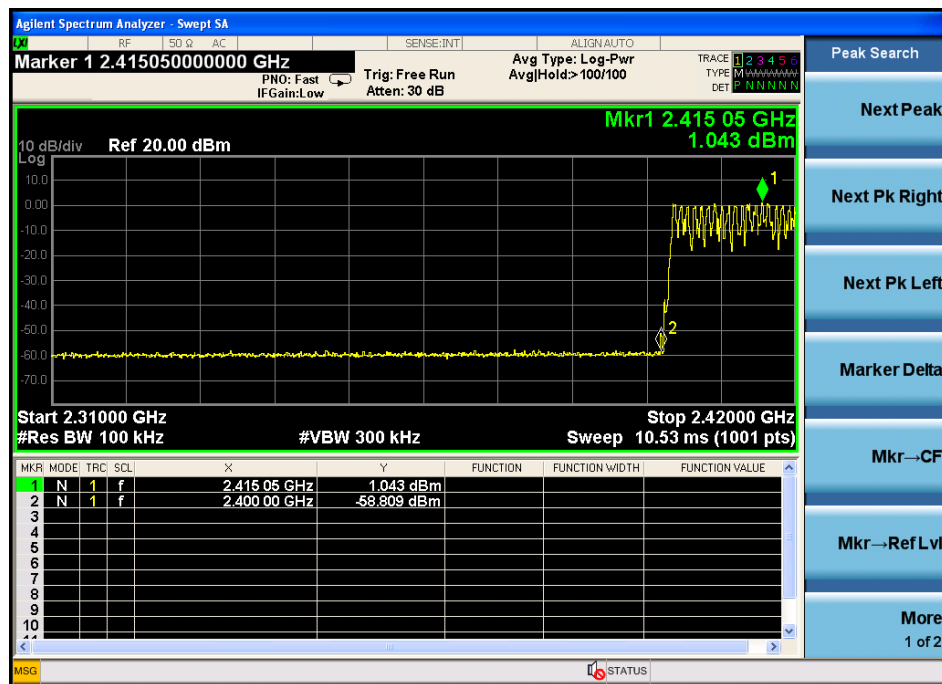 Agilent Spectrum Analyzer - Swept SA
LXI RF 50 Ω AC SENSE:INT ALIGN AUTO
Marker 1 2.415050000000 GHz
PNO: Fast
IFGain:Low
Trig: Free Run
Atten: 30 dB
Avg Type: Log-Pwr
Avg|Hold:>100/100
TRACE 1 2 3 4 5 6
TYPE M WWWWW
DET P N N N N N
Mkr1 2.415 05 GHz
1.043 dBm
10 dB/div Ref 20.00 dBm
Log
10.0
0.00
-10.0
-20.0
-30.0
-40.0
-50.0
-60.0
-70.0
1
2
Start 2.31000 GHz Stop 2.42000 GHz
#Res BW 100 kHz #VBW 300 kHz Sweep 10.53 ms (1001 pts)
MKR MODE TRC SCL X Y FUNCTION FUNCTION WIDTH FUNCTION VALUE
1 N 1 f 2.415 05 GHz 1.043 dBm
2 N 1 f 2.400 00 GHz -58.809 dBm
3
4
5
6
7
8
9
10
MSG STATUS
Peak Search
Next Peak
Next Pk Right
Next Pk Left
Marker Delta
Mkr→CF
Mkr→Ref Lvl
More
1 of 2